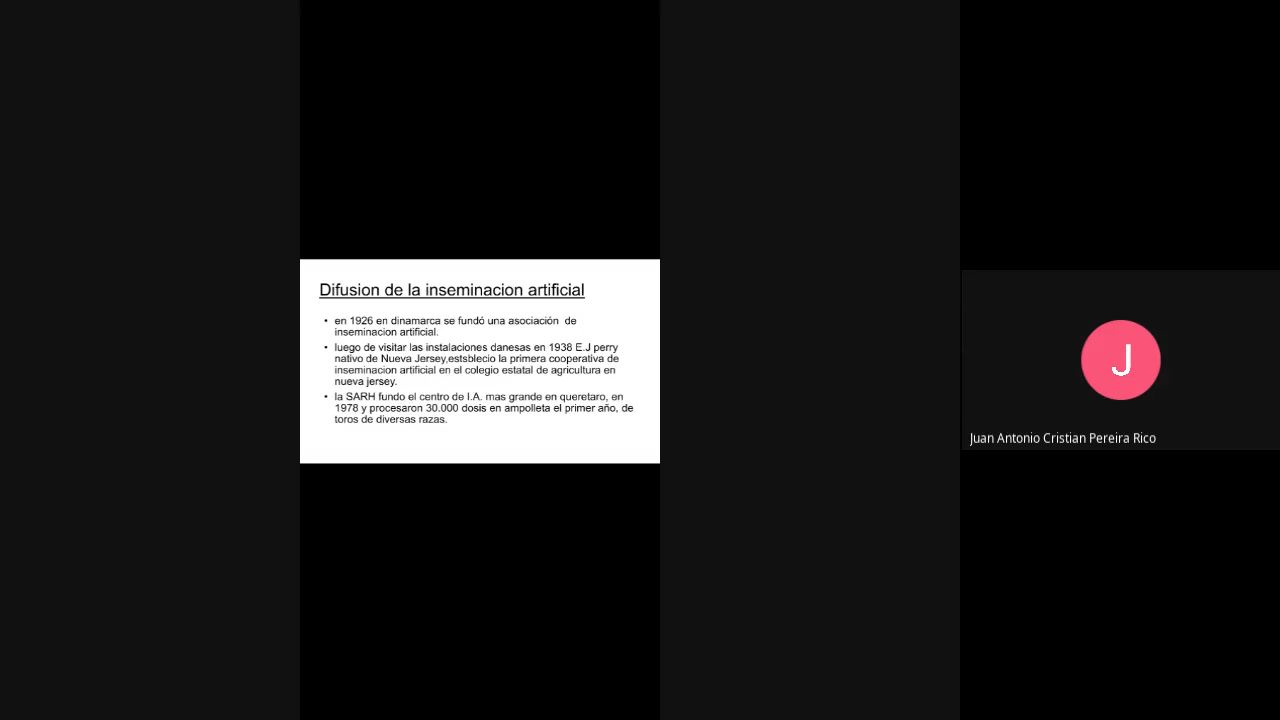 Difusion de la inseminacion artificial
• en 1926 en dinamarca se fundó una asociación de
inseminacion artificial.
• luego de visitar las instalaciones danesas en 1938 E.J perry
nativo de Nueva Jersey,estsblecio la primera cooperativa de
inseminacion artificial en el colegio estatal de agricultura en
nueva jersey.
• la SARH fundo el centro de I.A. mas grande en queretaro, en
1978 y procesaron 30.000 dosis en ampolleta el primer año, de
toros de diversas razas.
J
Juan Antonio Cristian Pereira Rico